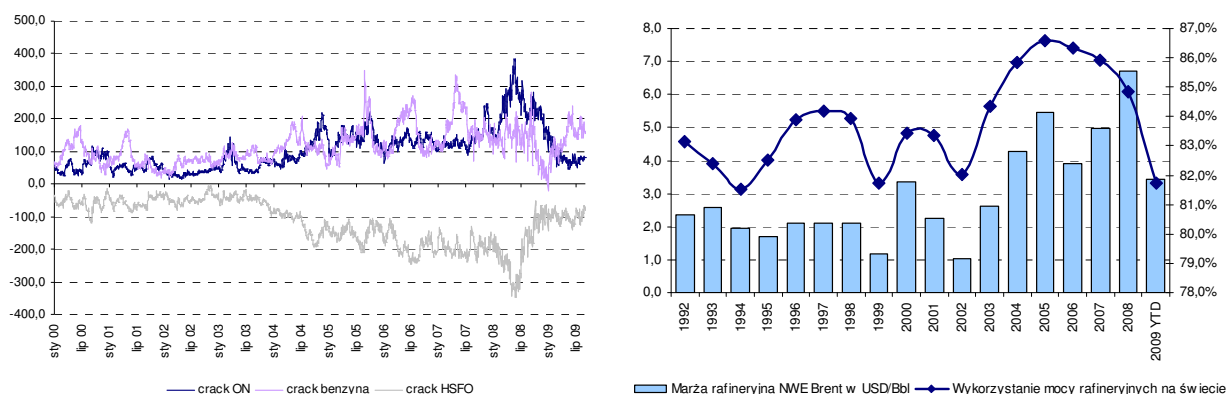 500,0
400,0
300,0
200,0
100,0
0,0
-100,0
-200,0
-300,0
-400,0
sty 00
lip 00
sty 01
lip 01
sty 02
lip 02
sty 03
lip 03
sty 04
lip 04
sty 05
lip 05
sty 06
lip 06
sty 07
lip 07
sty 08
lip 08
sty 09
lip 09
crack ON crack benzyna crack HSFO
8,0
7,0
6,0
5,0
4,0
3,0
2,0
1,0
0,0
87,0%
86,0%
85,0%
84,0%
83,0%
82,0%
81,0%
80,0%
79,0%
78,0%
1992
1993
1994
1995
1996
1997
1998
1999
2000
2001
2002
2003
2004
2005
2006
2007
2008
2009 YTD
Marża rafineryjna NWE Brent w USD/Bbl Wykorzystanie mocy rafineryjnych na świecie